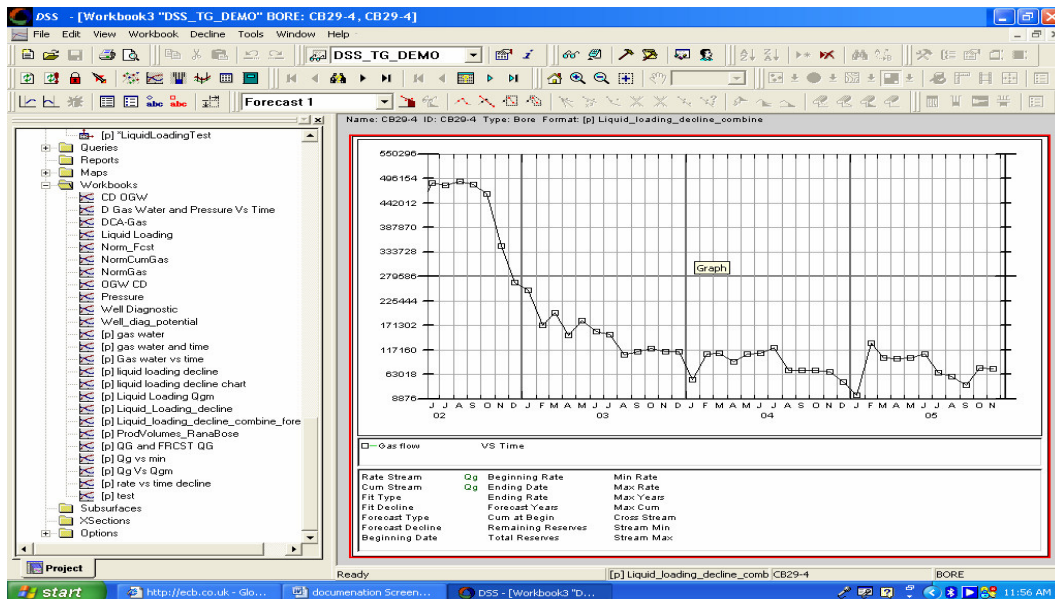 DSS - [Workbook3 "DSS_TG_DEMO" BORE: CB29-4, CB29-4]
File Edit View Workbook Decline Tools Window Help
DSS_TG_DEMO
Forecast 1
[p] *LiquidLoadingTest
Queries
Reports
Maps
Workbooks
CD OGW
D Gas Water and Pressure Vs Time
DCA-Gas
Liquid Loading
Norm_Fcst
NormCumGas
NormGas
OGW CD
Pressure
Well Diagnostic
Well_diag_potential
[p] gas water
[p] gas water and time
[p] Gas water vs time
[p] liquid loading decline
[p] liquid loading decline chart
[p] Liquid Loading Qgm
[p] Liquid_Loading_decline
[p] Liquid_loading_decline_combine_fore
[p] ProdVolumes_RanaBose
[p] QG and FRCST QG
[p] Qg vs min
[p] Qg Vs Qgm
[p] rate vs time decline
[p] test
Subsurfaces
XSections
Options
Project
Name: CB29-4 ID: CB29-4 Type: Bore Format: [p] Liquid_loading_decline_combine
550296
496154
442012
387870
333728
279586
225444
171302
117160
63018
8876
Graph
J J A S O N D J F M A M J J A S O N D J F M A M J J A S O N D J F M A M J J A S O N
02 03 04 05
Gas flow VS Time
Rate Stream Qg Beginning Rate Min Rate
Cum Stream Qg Ending Date Max Rate
Fit Type Ending Rate Max Years
Fit Decline Forecast Years Max Cum
Forecast Type Cum at Begin Cross Stream
Forecast Decline Remaining Reserves Stream Min
Beginning Date Total Reserves Stream Max
Ready [p] Liquid_loading_decline_comb CB29-4 BORE
start http://ecb.co.uk - Glo... documenation Screen... DSS - [Workbook3 "D... 11:56 AM